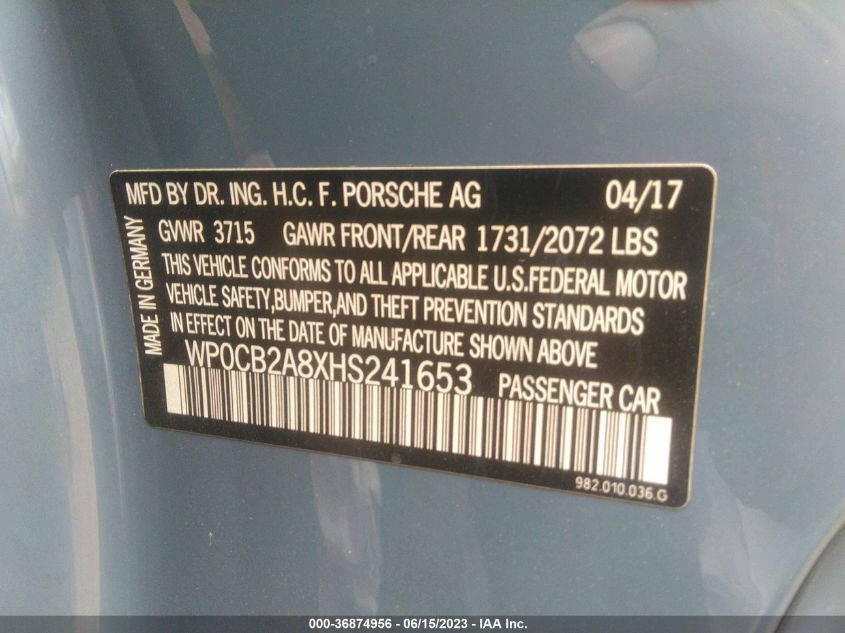 MFD BY DR. ING. H.C. F. PORSCHE AG 04/17
MADE IN GERMANY
GVWR 3715 GAWR FRONT/REAR 1731/2072 LBS
THIS VEHICLE CONFORMS TO ALL APPLICABLE U.S.FEDERAL MOTOR
VEHICLE SAFETY,BUMPER,AND THEFT PREVENTION STANDARDS
IN EFFECT ON THE DATE OF MANUFACTURE SHOWN ABOVE
WP0CB2A8XHS241653 PASSENGER CAR
982.010.036.G
000-36874956 - 06/15/2023 - IAA Inc.